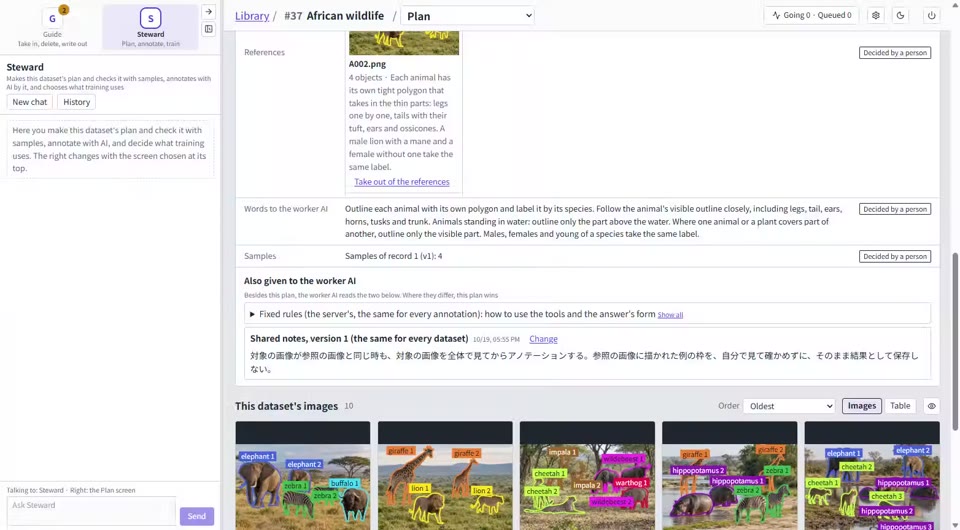 Library / #37 African wildlife / Plan
Going 0 · Queued 0
G
2
Guide
Take in, delete, write out
S
Steward
Plan, annotate, train
Steward
Makes this dataset's plan and checks it with samples, annotates with
AI by it, and chooses what training uses
New chat
History
Here you make this dataset's plan and check it with
samples, annotate with AI, and decide what training
uses. The right changes with the screen chosen at its
top.
Talking to: Steward · Right: the Plan screen
Ask Steward
Send
References
Decided by a person
A002.png
4 objects · Each animal has
its own tight polygon that
takes in the thin parts: legs
one by one, tails with their
tuft, ears and ossicones. A
male lion with a mane and a
female without one take the
same label.
Take out of the references
Words to the worker AI
Outline each animal with its own polygon and label it by its species. Follow the animal's visible outline closely, including legs, tail, ears,
horns, tusks and trunk. Animals standing in water: outline only the part above the water. Where one animal or a plant covers part of
another, outline only the visible part. Males, females and young of a species take the same label.
Decided by a person
Samples
Samples of record 1 (v1): 4
Decided by a person
Also given to the worker AI
Besides this plan, the worker AI reads the two below. Where they differ, this plan wins
▶ Fixed rules (the server's, the same for every annotation): how to use the tools and the answer's form Show all
Shared notes, version 1 (the same for every dataset) 10/19, 05:55 PM Change
対象の画像が参照の画像と同じ時も、対象の画像を全体で見てからアノテーションする。参照の画像に描かれた例の枠を、自分で見て確かめずに、そのまま結果として保存し
ない。
This dataset's images 10
Order
Oldest
Images
Table
elephant 1
elephant 2
buffalo 1
zebra 1
zebra 2
giraffe 1
giraffe 2
lion 1
lion 2
impala 1
wildebeest 1
cheetah 1
warthog 1
impala 2
cheetah 2
wildebeest 2
giraffe 1
giraffe 2
hippopotamus 1
zebra 1
hippopotamus 2
zebra 2
elephant 1
elephant 2
cheetah 2
cheetah 1
cheetah 3
hippopotamus 1
hippopotamus 2
hippopotamus 3